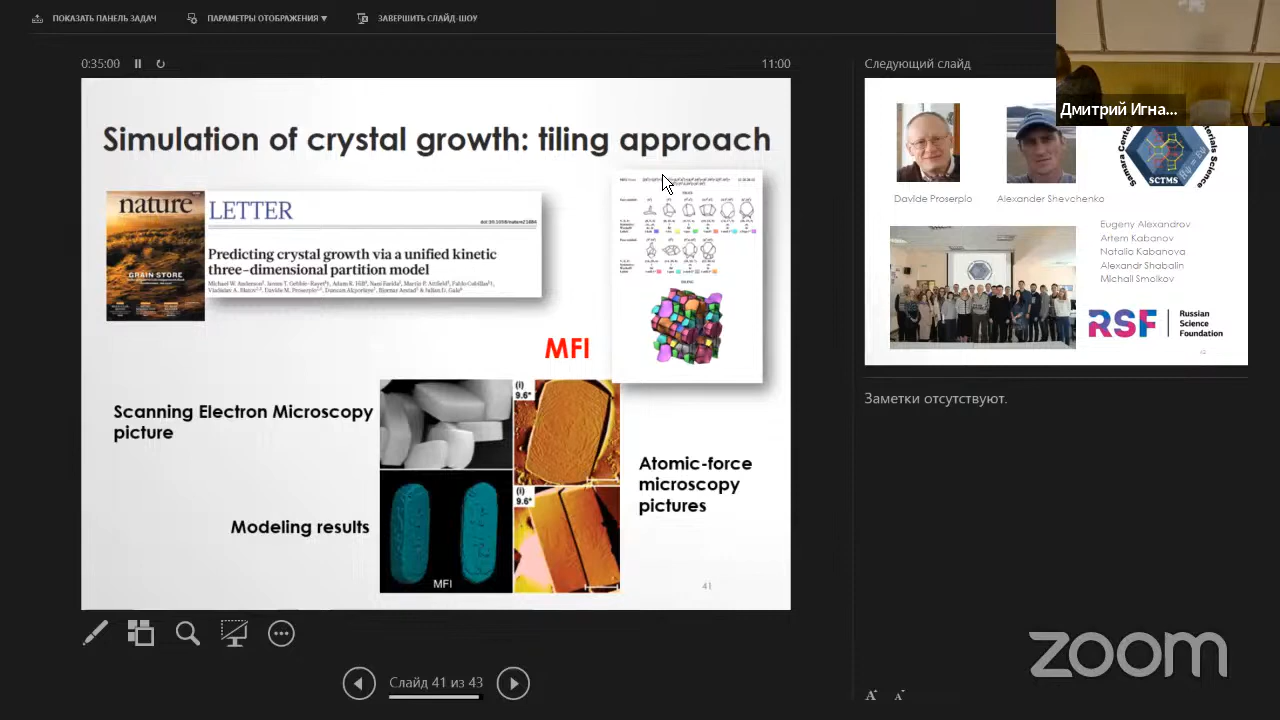 ПОКАЗАТЬ ПАНЕЛЬ ЗАДАЧ
ПАРАМЕТРЫ ОТОБРАЖЕНИЯ ▼
ЗАВЕРШИТЬ СЛАЙД-ШОУ
0:35:00
11:00
Simulation of crystal growth: tiling approach
nature
GRAIN STORE
LETTER
Predicting crystal growth via a unified kinetic
three-dimensional partition model
MFI
Scanning Electron Microscopy
picture
(i)
9.6°
(i)
9.6°
Modeling results
MFI
Atomic-force
microscopy
pictures
41
Слайд 41 из 43
Следующий слайд
Дмитрий Игна...
Davide Proserpio
Alexander Shevchenko
SCTMS
Eugeny Alexandrov
Artem Kabanov
Natalia Kabanova
Alexandr Shabalin
Michail Smolkov
RSF
Russian
Science
Foundation
Заметки отсутствуют.
zoom